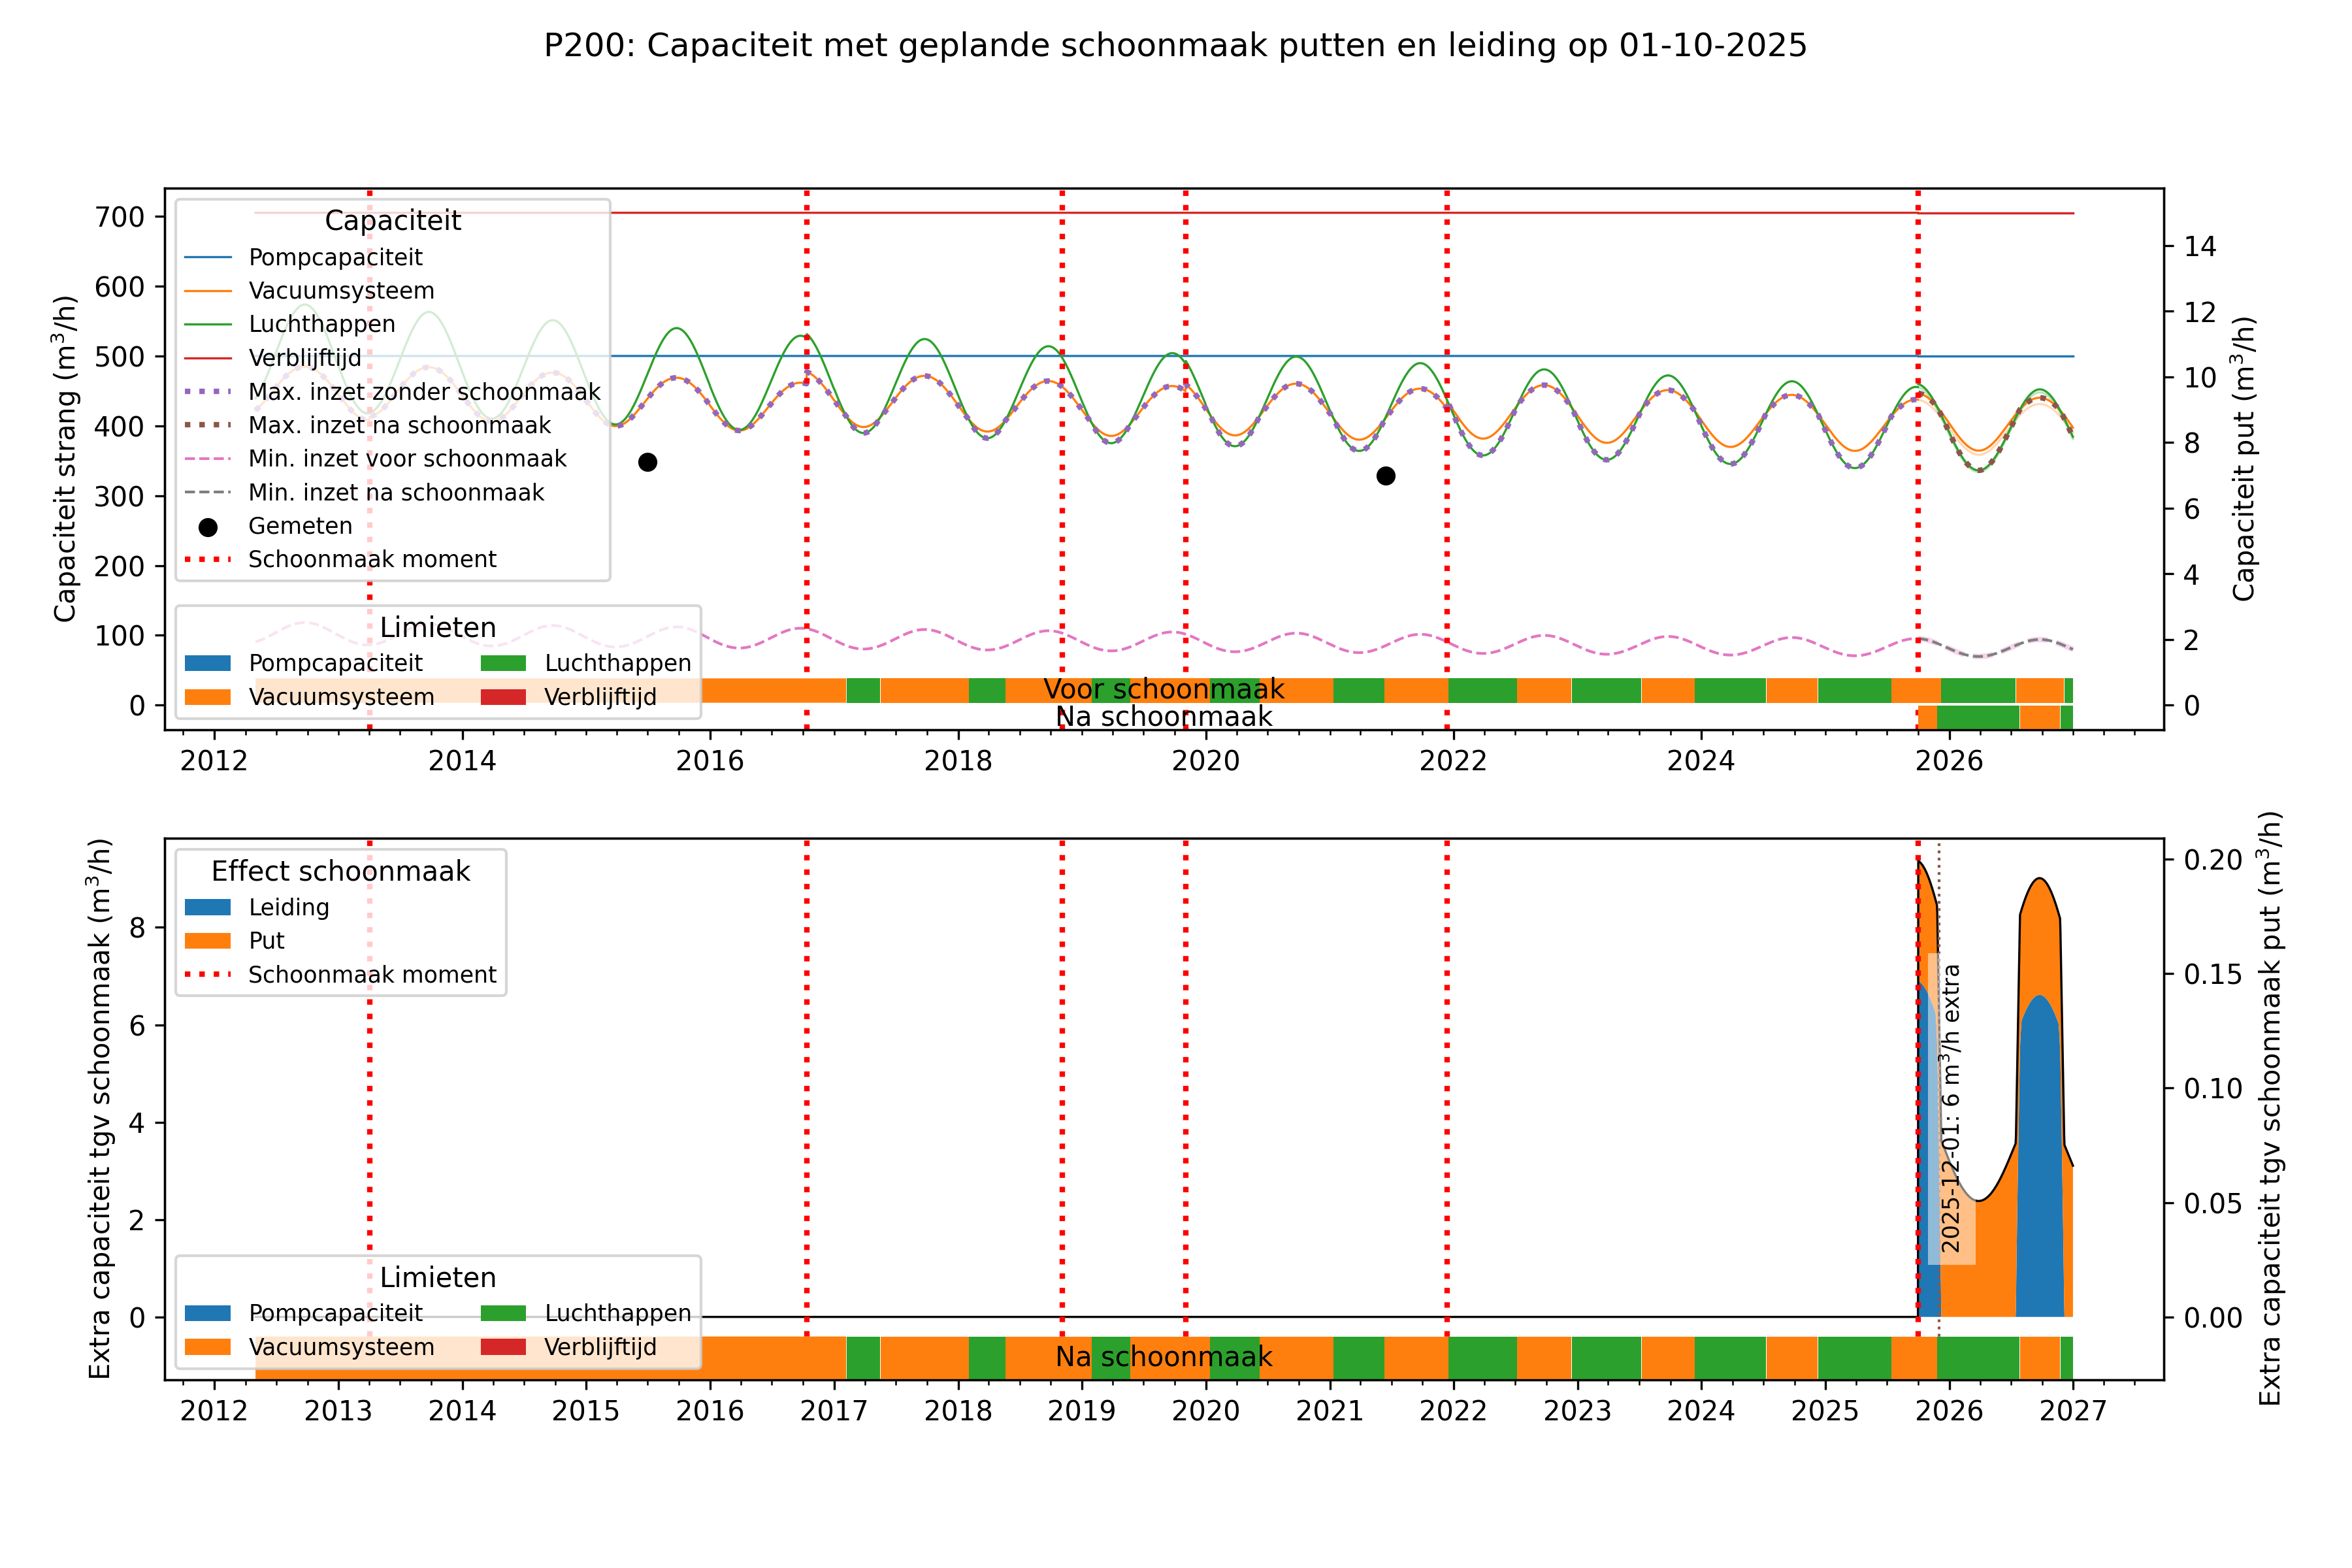 P200: Capaciteit met geplande schoonmaak putten en leiding op 01-10-2025
Capaciteit strang (m³/h)
700
600
500
400
300
200
100
0
Capaciteit
Pompcapaciteit
Vacuumsysteem
Luchthappen
Verblijftijd
Max. inzet zonder schoonmaak
Max. inzet na schoonmaak
Min. inzet voor schoonmaak
Min. inzet na schoonmaak
Gemeten
Schoonmaak moment
Limieten
Pompcapaciteit Luchthappen
Vacuumsysteem Verblijftijd
Voor schoonmaak
Na schoonmaak
14
12
10
8
6
4
2
0
Capaciteit put (m³/h)
2012 2014 2016 2018 2020 2022 2024 2026
Extra capaciteit tgv schoonmaak (m³/h)
8
6
4
2
0
Effect schoonmaak
Leiding
Put
Schoonmaak moment
2025-12-01: 6 m³/h extra
Limieten
Pompcapaciteit Luchthappen
Vacuumsysteem Verblijftijd
Na schoonmaak
0.20
0.15
0.10
0.05
0.00
Extra capaciteit tgv schoonmaak put (m³/h)
2012 2013 2014 2015 2016 2017 2018 2019 2020 2021 2022 2023 2024 2025 2026 2027